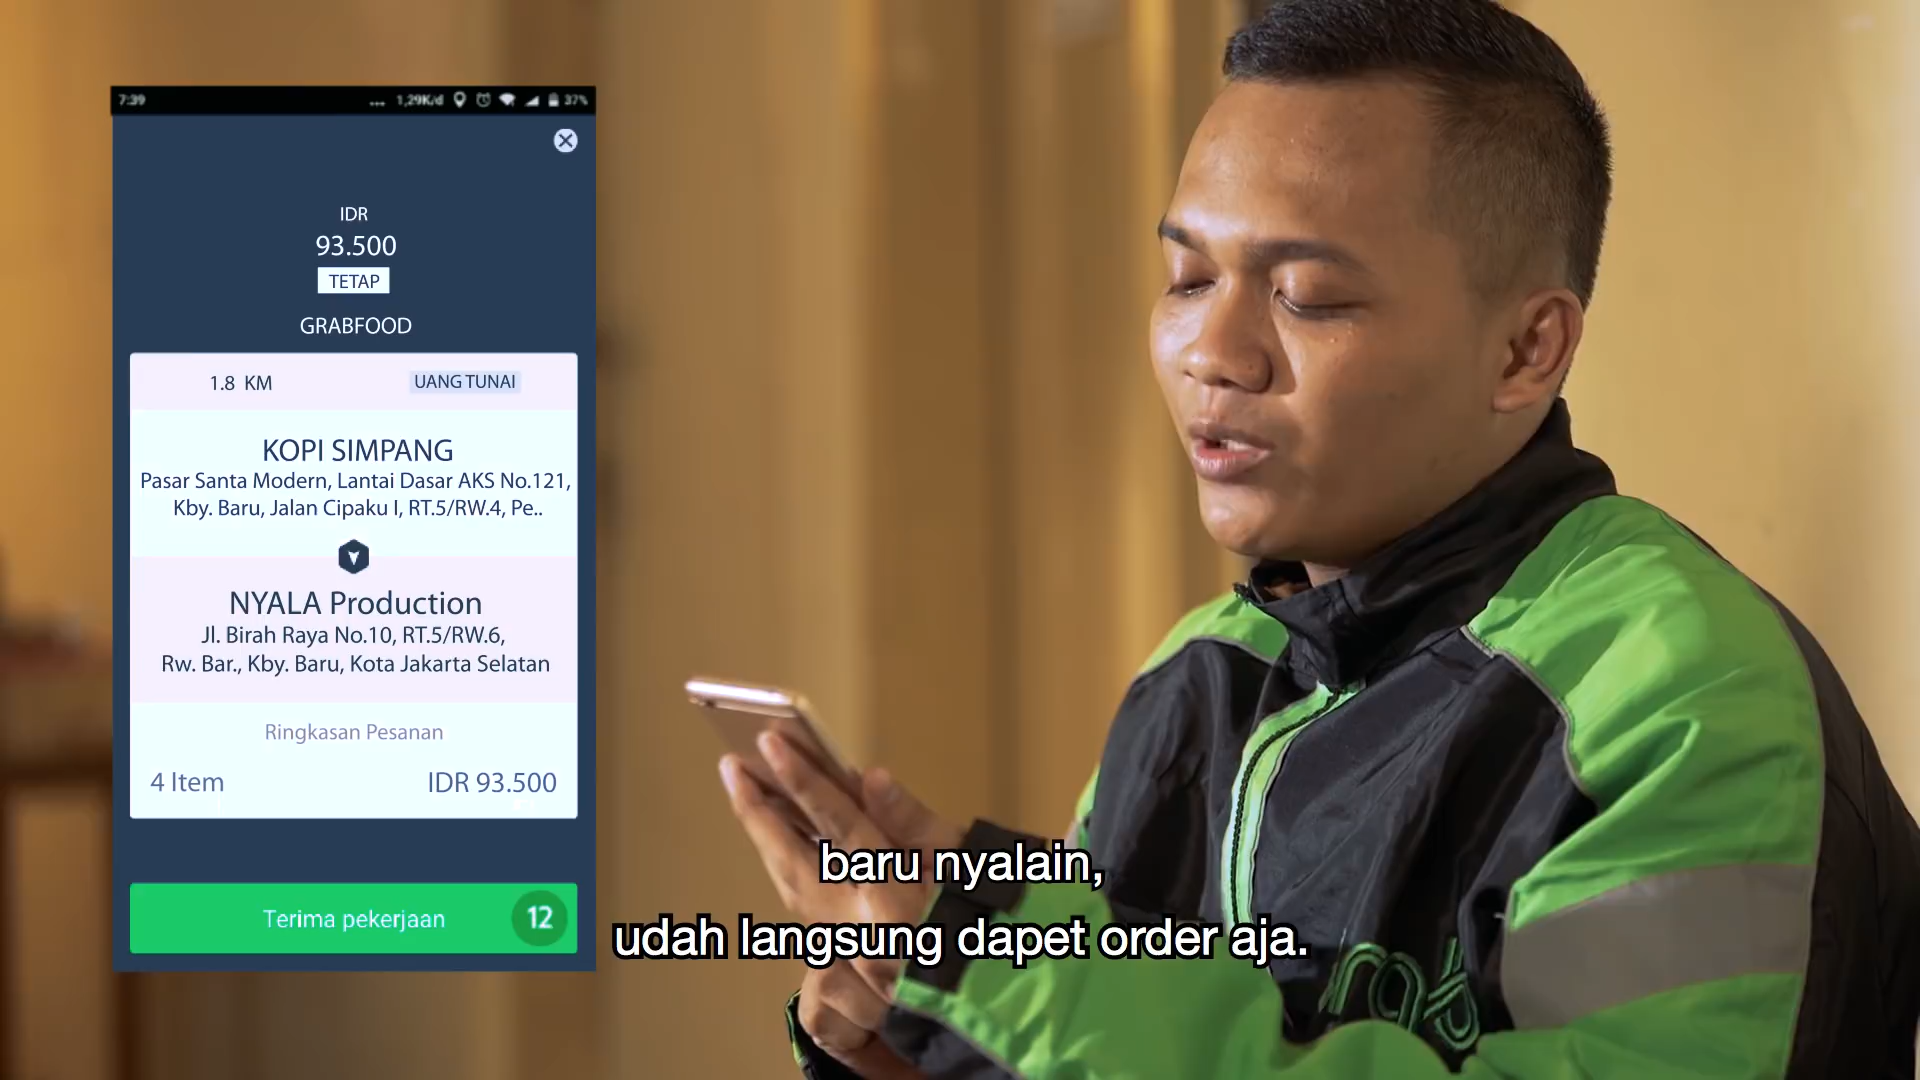 7:39 ... 1,29K/d 37%
IDR
93.500
TETAP
GRABFOOD
1.8 KM UANG TUNAI
KOPI SIMPANG
Pasar Santa Modern, Lantai Dasar AKS No.121,
Kby. Baru, Jalan Cipaku I, RT.5/RW.4, Pe..
NYALA Production
Jl. Birah Raya No.10, RT.5/RW.6,
Rw. Bar., Kby. Baru, Kota Jakarta Selatan
Ringkasan Pesanan
4 Item IDR 93.500
Terima pekerjaan 12
baru nyalain,
udah langsung dapet order aja.
Grab